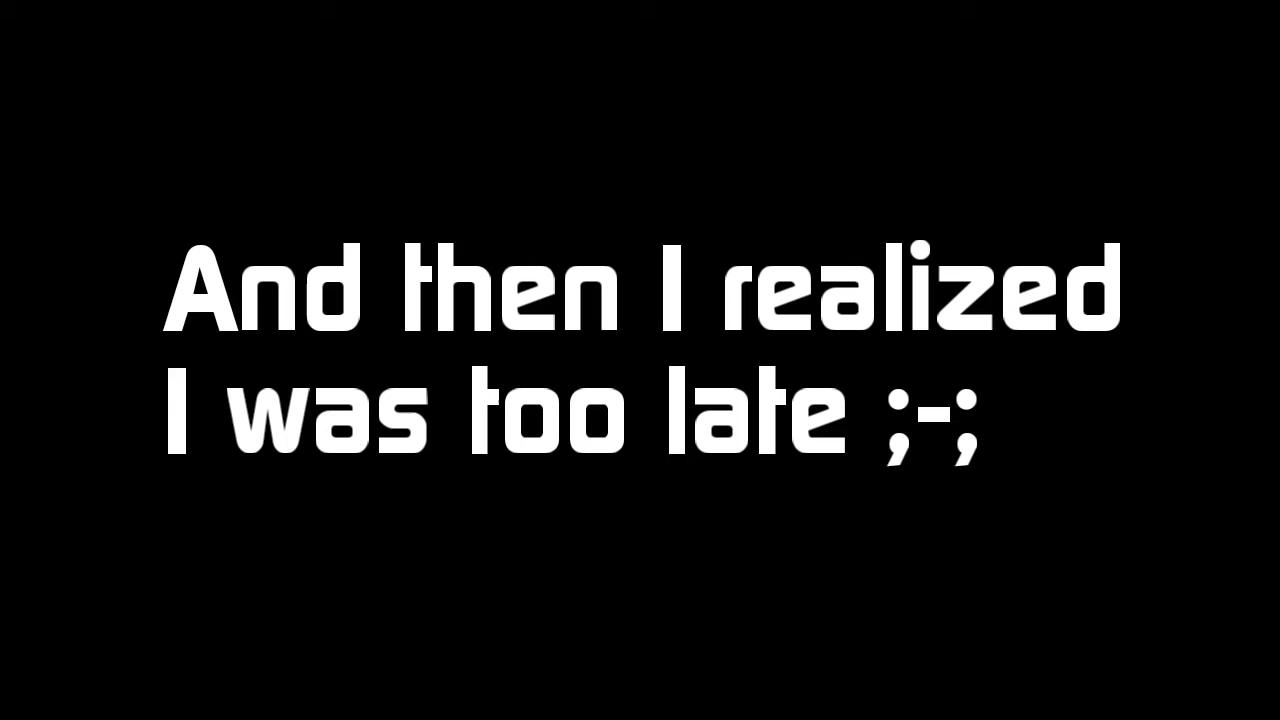 And then I realized
I was too late ;-;